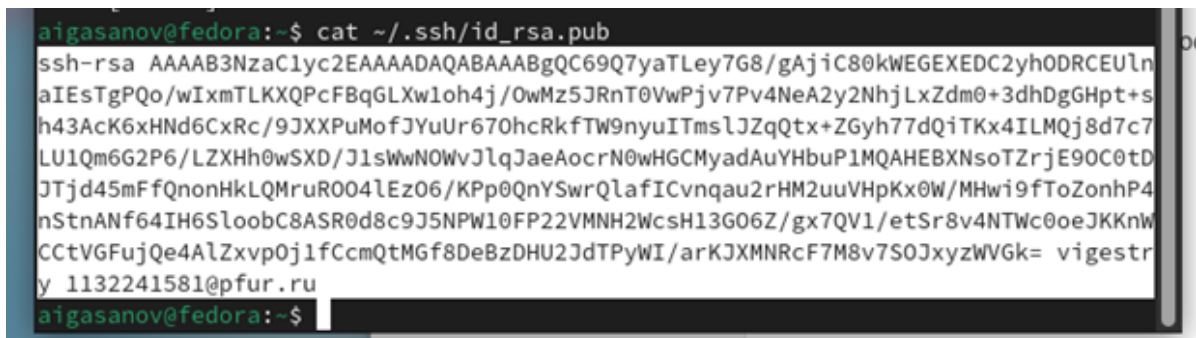 aigasanov@fedora:~$ cat ~/.ssh/id_rsa.pub
ssh-rsa AAAAB3NzaC1yc2EAAAADAQABAAABgQC69Q7yaTLey7G8/gAjiC80kWEGEXEDC2yhODRCEUln
aIEsTgPQo/wIxmTLKXQPcFBqGLXw1oh4j/OwMz5JRnT0VwPjv7Pv4NeA2y2NhjLxZdm0+3dhDgGHpt+s
h43AcK6xHNd6CxRc/9JXXPuMofJYuUr67OhcRkfTW9nyuITmslJZqQtx+ZGyh77dQiTKx4ILMQj8d7c7
LU1Qm6G2P6/LZXHh0wSXD/J1sWwNOWvJlqJaeAocrN0wHGCMyadAuYHbuP1MQAHEBXNsoTZrjE9OC0tD
JTjd45mFfQnonHkLQMruROO4lEzO6/KPp0QnYSwrQlafICvnqau2rHM2uuVHpKx0W/MHwi9fToZonhP4
nStnANf64IH6SloobC8ASR0d8c9J5NPW10FP22VMNH2WcsH13GO6Z/gx7QV1/etSr8v4NTWc0oeJKKnW
CCtVGFujQe4AlZxvpOj1fCcmQtMGf8DeBzDHU2JdTPyWI/arKJXMNRcF7M8v7SOJxyzWVGk= vigestr
y 1132241581@pfur.ru
aigasanov@fedora:~$